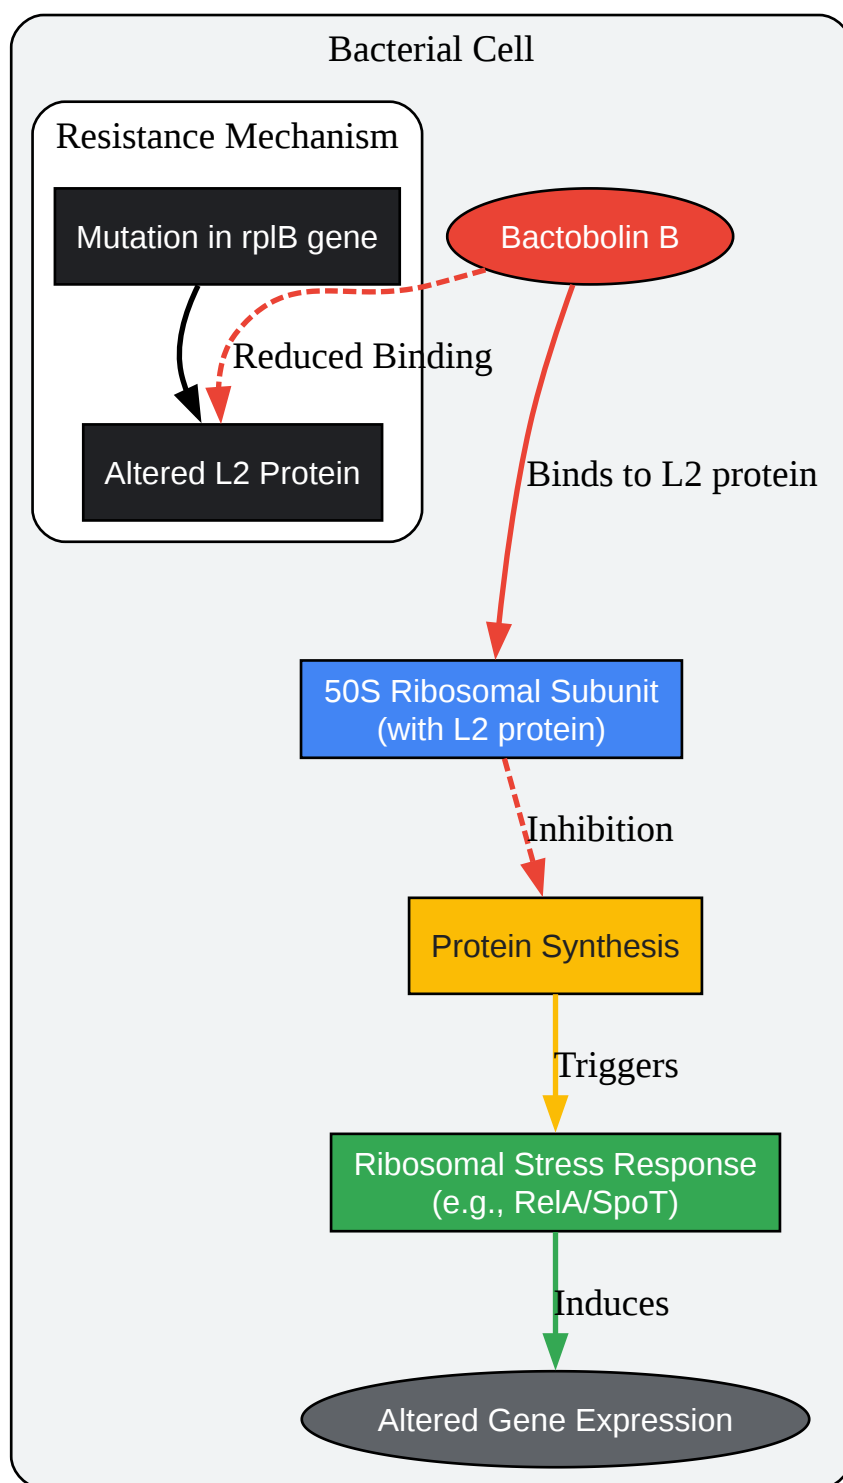 Bacterial Cell
Resistance Mechanism
Mutation in rplB gene
Bactobolin B
Reduced Binding
Altered L2 Protein
Binds to L2 protein
50S Ribosomal Subunit
(with L2 protein)
Inhibition
Protein Synthesis
Triggers
Ribosomal Stress Response
(e.g., RelA/SpoT)
Induces
Altered Gene Expression